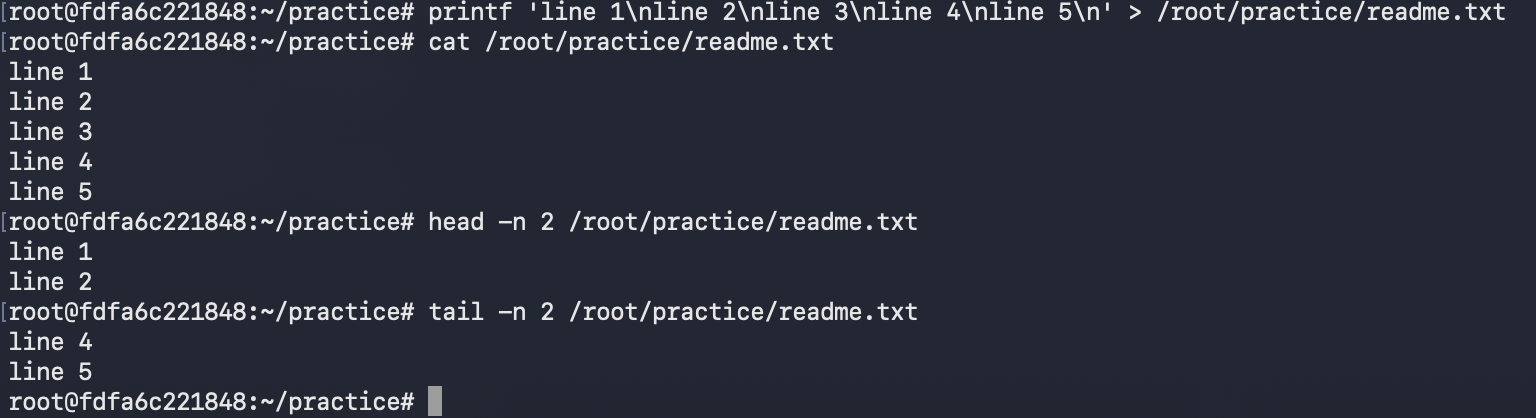 [root@fdfa6c221848:~/practice# printf 'line 1\nline 2\nline 3\nline 4\nline 5\n' > /root/practice/readme.txt
[root@fdfa6c221848:~/practice# cat /root/practice/readme.txt
line 1
line 2
line 3
line 4
line 5
[root@fdfa6c221848:~/practice# head -n 2 /root/practice/readme.txt
line 1
line 2
[root@fdfa6c221848:~/practice# tail -n 2 /root/practice/readme.txt
line 4
line 5
root@fdfa6c221848:~/practice#